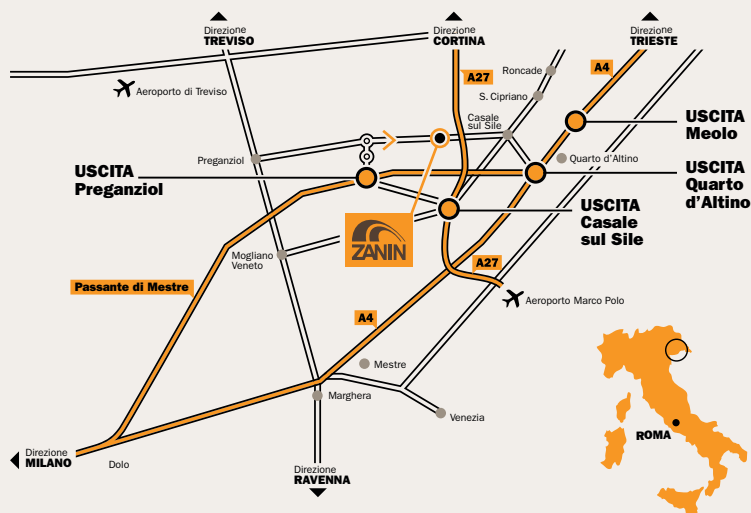 Direzione
TREVISO
Direzione
CORTINA
Direzione
TRIESTE
A4
A27
Roncade
Aeroporto di Treviso
S. Cipriano
Casale
sul Sile
USCITA
Meolo
Preganziol
Quarto d'Altino
USCITA
Preganziol
USCITA
Quarto
d'Altino
USCITA
Casale
sul Sile
ZANIN
Mogliano
Veneto
A27
Passante di Mestre
Aeroporto Marco Polo
A4
Mestre
Marghera
Venezia
ROMA
Direzione
MILANO
Dolo
Direzione
RAVENNA